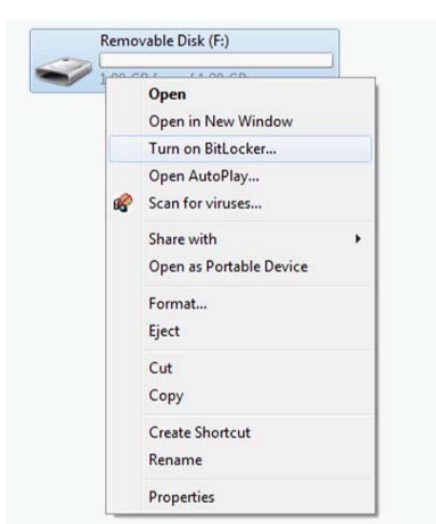 Removable Disk (F:)
Open
Open in New Window
Turn on BitLocker...
Open AutoPlay...
Scan for viruses...
Share with
Open as Portable Device
Format...
Eject
Cut
Copy
Create Shortcut
Rename
Properties